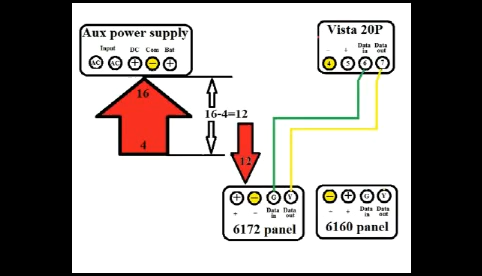 Aux power supply
Input DC Com Bat
AC AC + − +
Vista 20P
− + Data in Data out
4 5 6 7
16
16-4=12
4
12
+ − G Y
+ − Data in Data out
6172 panel
− + G Y
− + Data in Data out
6160 panel